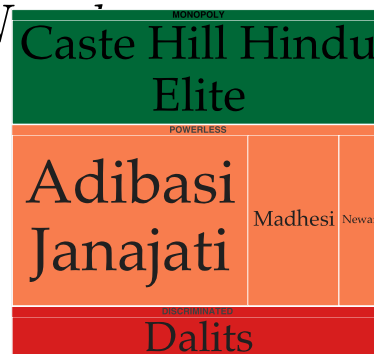 MONOPOLY
Caste Hill Hindu
Elite
POWERLESS
Adibasi
Janajati
Madhesi
DISCRIMINATED
Dalits